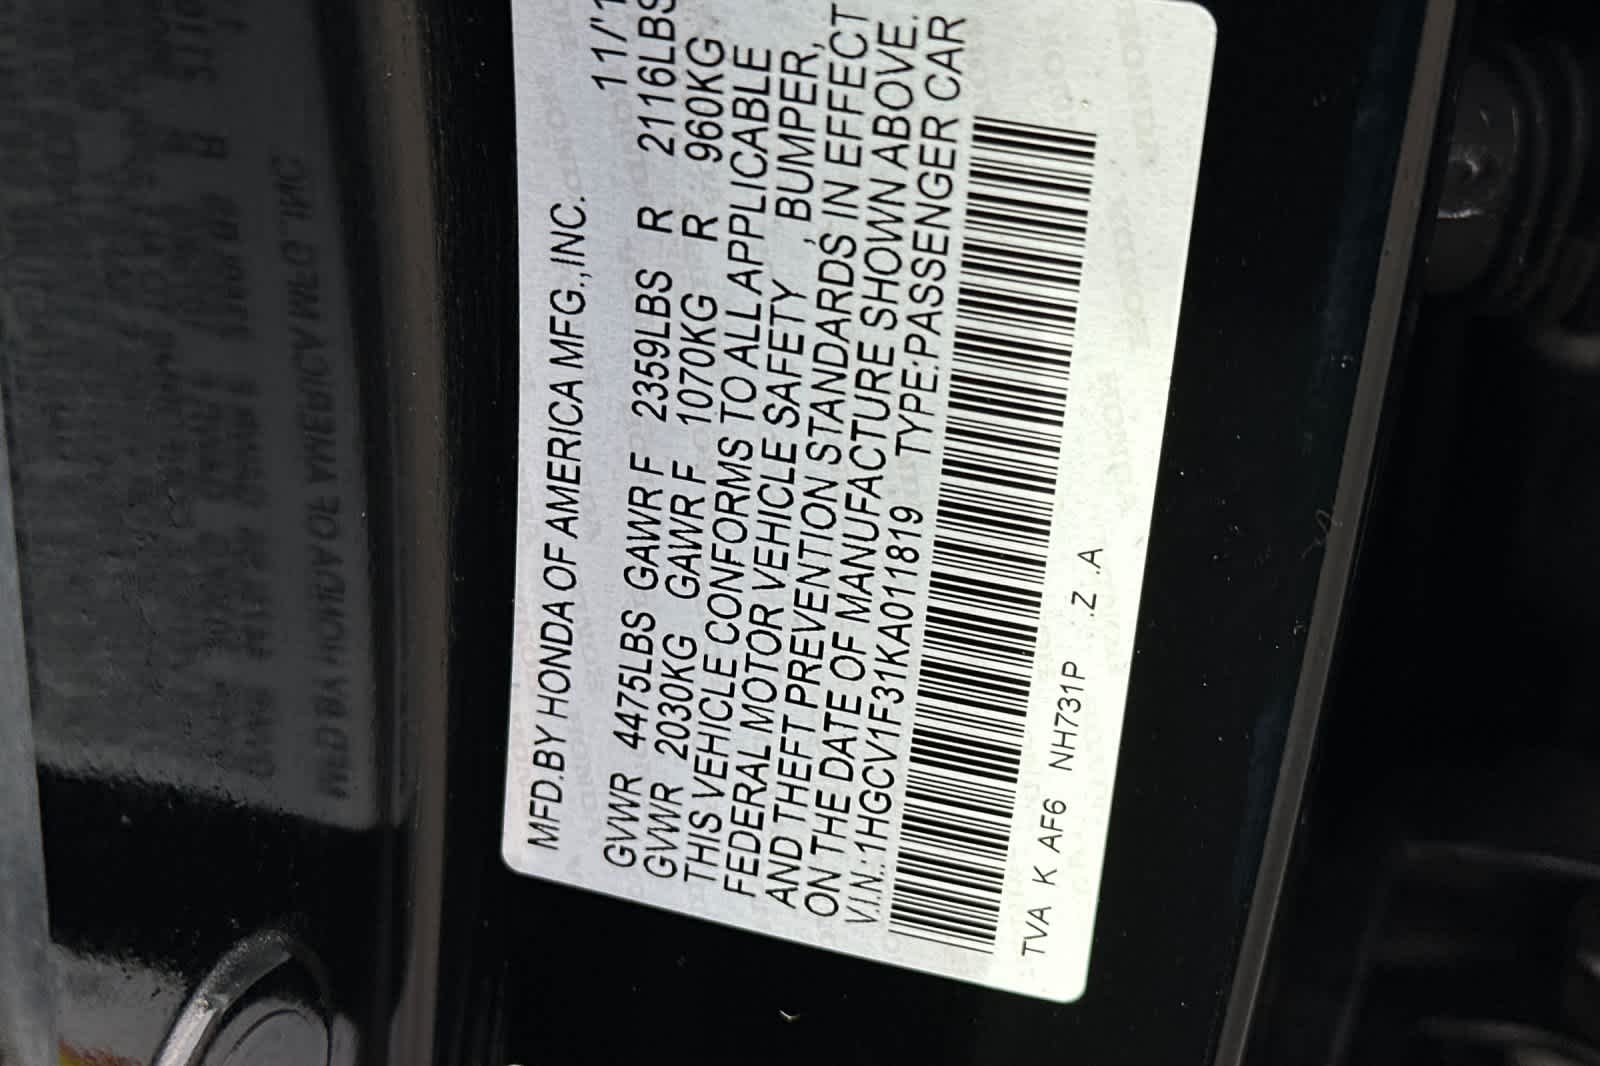 MFD.BY HONDA OF AMERICA MFG.,INC. 11/'1
GVWR 4475LBS GAWR F 2359LBS R 2116LBS
GVWR 2030KG GAWR F 1070KG R 960KG
THIS VEHICLE CONFORMS TO ALL APPLICABLE
FEDERAL MOTOR VEHICLE SAFETY , BUMPER,
AND THEFT PREVENTION STANDARDS IN EFFECT
ON THE DATE OF MANUFACTURE SHOWN ABOVE.
V.I.N.:1HGCV1F31KA011819 TYPE:PASSENGER CAR
TVA K AF6 NH731P .Z .A